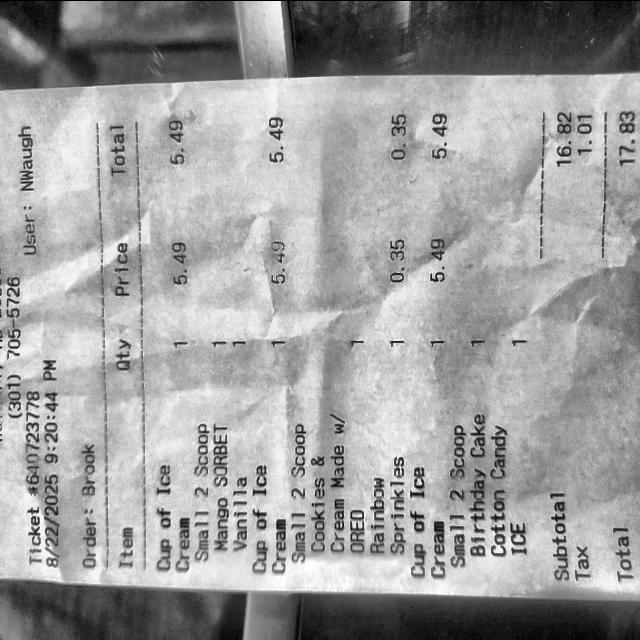 (301) 705-5726
Ticket #640723778
8/22/2025 9:20:44 PM
Order: Brook User: NWaugh
Item Qty Price Total
Cup of Ice 1 5.49 5.49
Cream
Small 2 Scoop
Mango SORBET 1
Vanilla 1
Cup of Ice 1 5.49 5.49
Cream
Small 2 Scoop
Cookies &
Cream Made w/
OREO 1
Rainbow
Sprinkles 1 0.35 0.35
Cup of Ice
Cream 1 5.49 5.49
Small 2 Scoop
Birthday Cake 1
Cotton Candy
ICE 1
Subtotal 16.82
Tax 1.01
Total 17.83